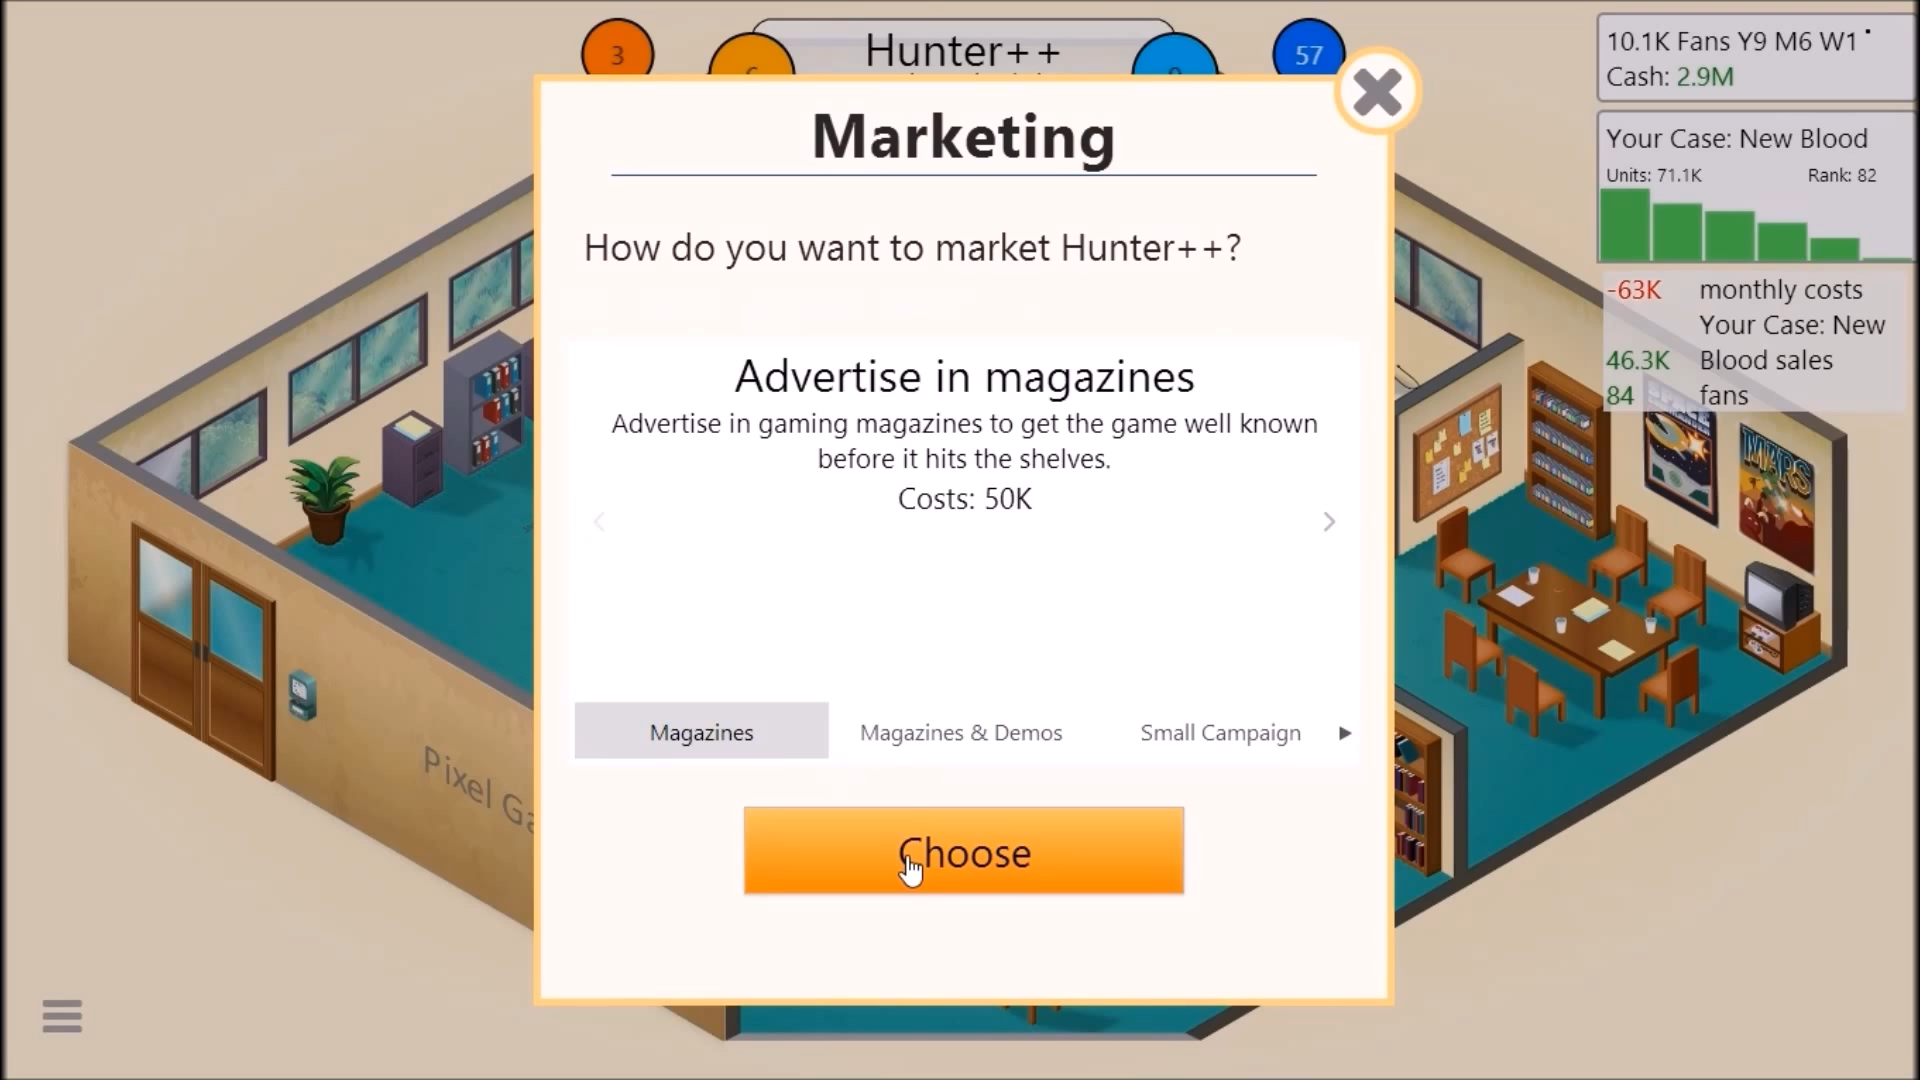 3
Hunter++
57
10.1K Fans Y9 M6 W1
Cash: 2.9M
Marketing
Your Case: New Blood
Units: 71.1K Rank: 82
How do you want to market Hunter++?
-63K monthly costs
Your Case: New
46.3K Blood sales
84 fans
Advertise in magazines
Advertise in gaming magazines to get the game well known
before it hits the shelves.
Costs: 50K
MARS
Magazines Magazines & Demos Small Campaign
Pixel Ga
Choose